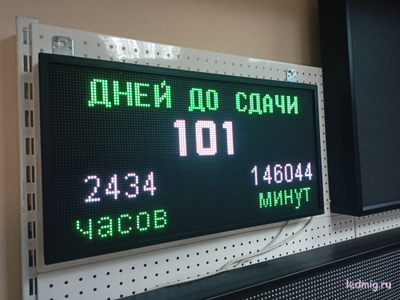 ДНЕЙ ДО СДАЧИ
101
2434 146044
часов минут
ledmig.ru